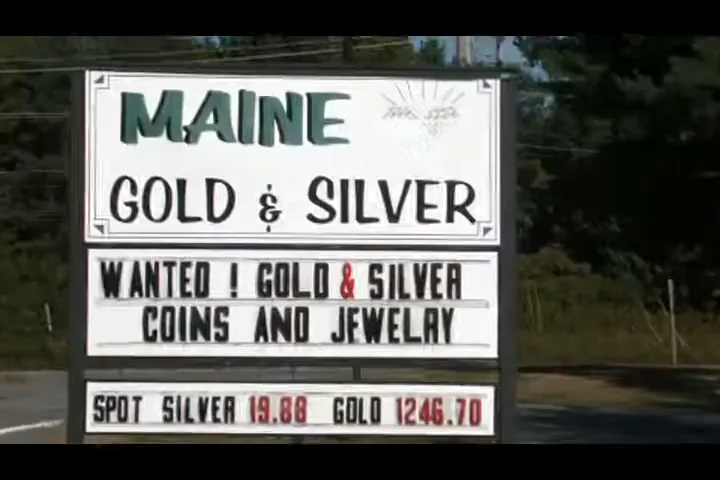 MAINE
GOLD & SILVER
WANTED ! GOLD & SILVER
COINS AND JEWELRY
SPOT SILVER 19.88 GOLD 1246.70